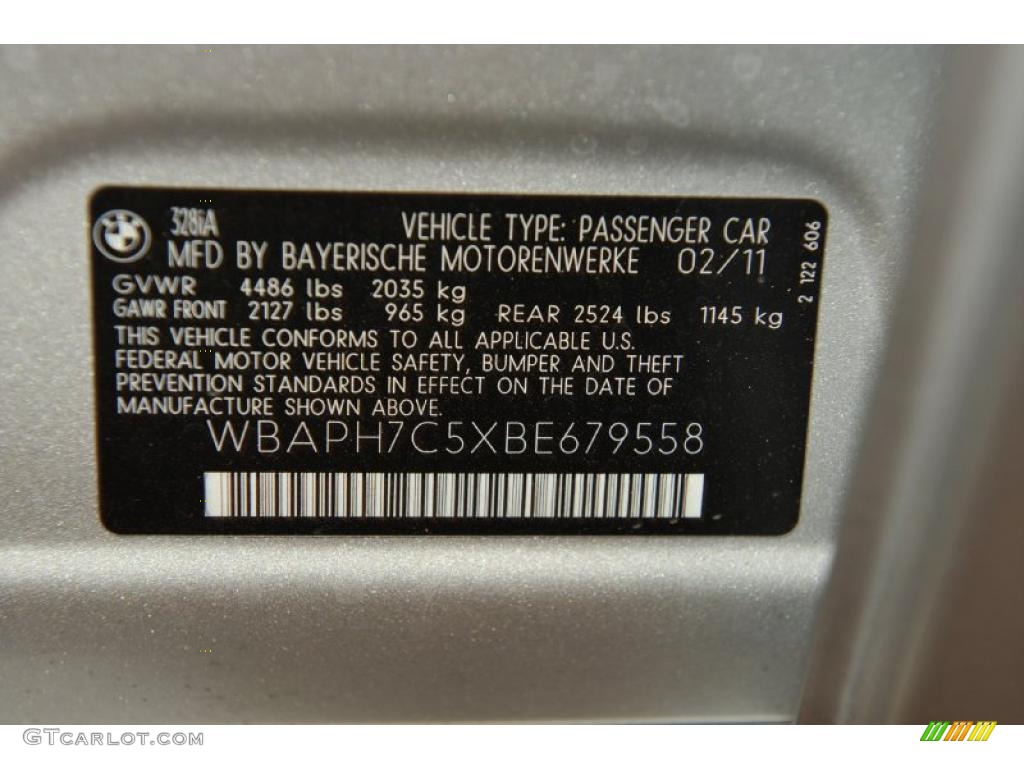 328iA
VEHICLE TYPE: PASSENGER CAR
MFD BY BAYERISCHE MOTORENWERKE 02/11
GVWR 4486 lbs 2035 kg
GAWR FRONT 2127 lbs 965 kg REAR 2524 lbs 1145 kg
THIS VEHICLE CONFORMS TO ALL APPLICABLE U.S.
FEDERAL MOTOR VEHICLE SAFETY, BUMPER AND THEFT
PREVENTION STANDARDS IN EFFECT ON THE DATE OF
MANUFACTURE SHOWN ABOVE.
WBAPH7C5XBE679558
2 122 606
GTCARLOT.COM